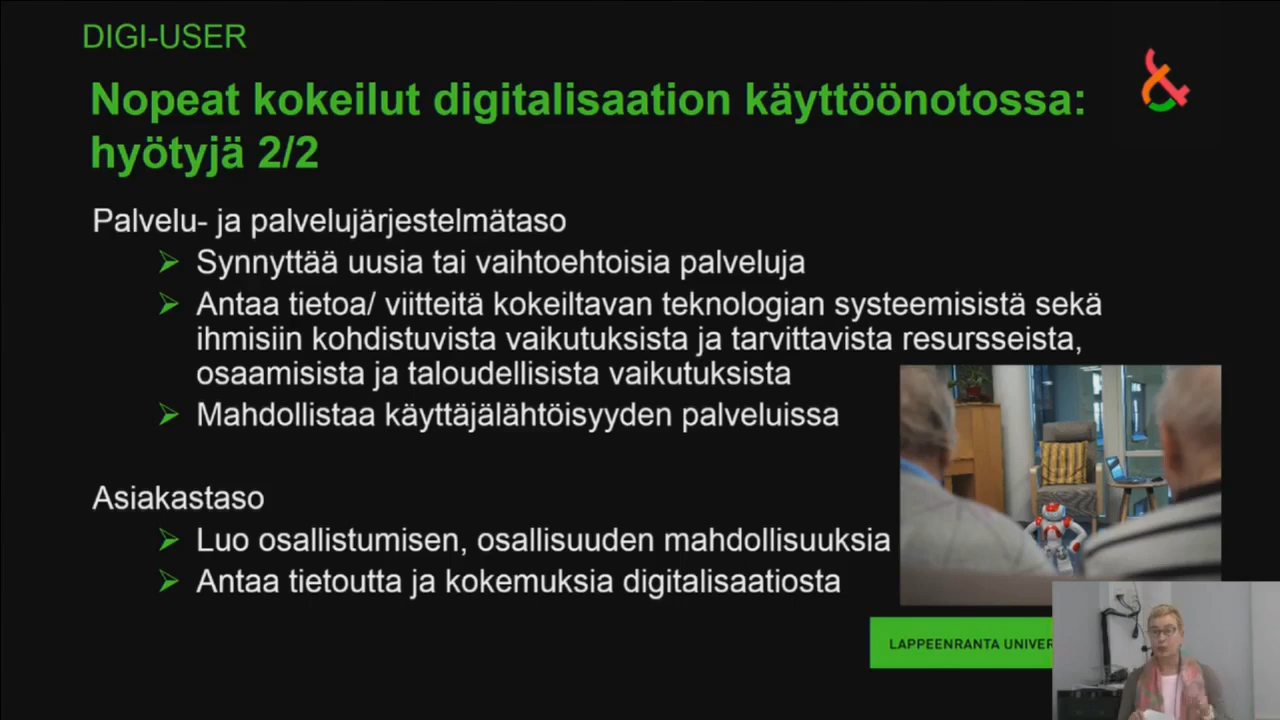 DIGI-USER
Nopeat kokeilut digitalisaation käyttöönotossa:
hyötyjä 2/2
Palvelu- ja palvelujärjestelmätaso
Synnyttää uusia tai vaihtoehtoisia palveluja
Antaa tietoa/ viitteitä kokeiltavan teknologian systeemisistä sekä
ihmisiin kohdistuvista vaikutuksista ja tarvittavista resursseista,
osaamisista ja taloudellisista vaikutuksista
Mahdollistaa käyttäjälähtöisyyden palveluissa
Asiakastaso
Luo osallistumisen, osallisuuden mahdollisuuksia
Antaa tietoutta ja kokemuksia digitalisaatiosta
LAPPEENRANTA UNIVER